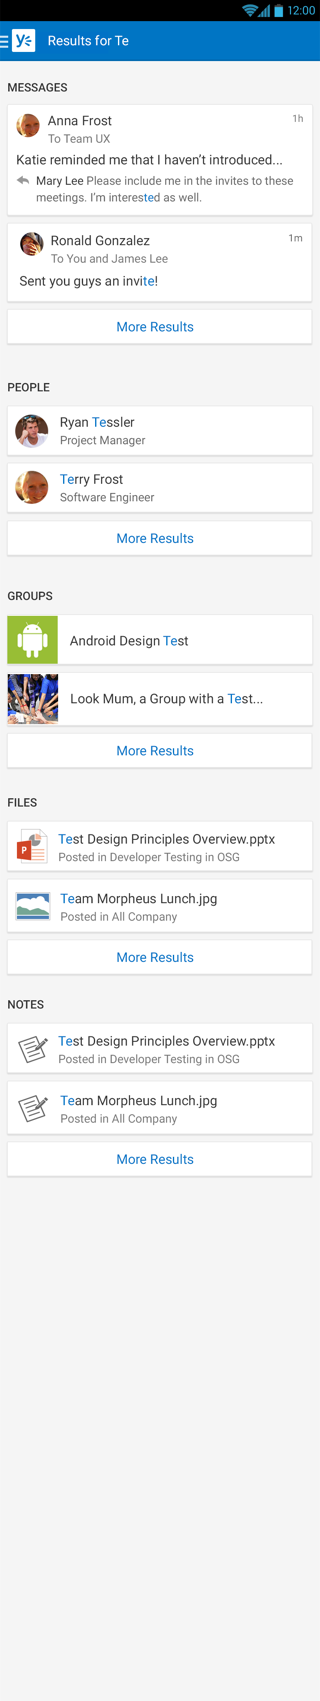 12:00
y
Results for Te
MESSAGES
Anna Frost
1h
To Team UX
Katie reminded me that I haven’t introduced...
Mary Lee Please include me in the invites to these
meetings. I’m interested as well.
Ronald Gonzalez
1m
To You and James Lee
Sent you guys an invite!
More Results
PEOPLE
Ryan Tessler
Project Manager
Terry Frost
Software Engineer
More Results
GROUPS
Android Design Test
Look Mum, a Group with a Test...
More Results
FILES
P
Test Design Principles Overview.pptx
Posted in Developer Testing in OSG
Team Morpheus Lunch.jpg
Posted in All Company
More Results
NOTES
Test Design Principles Overview.pptx
Posted in Developer Testing in OSG
Team Morpheus Lunch.jpg
Posted in All Company
More Results